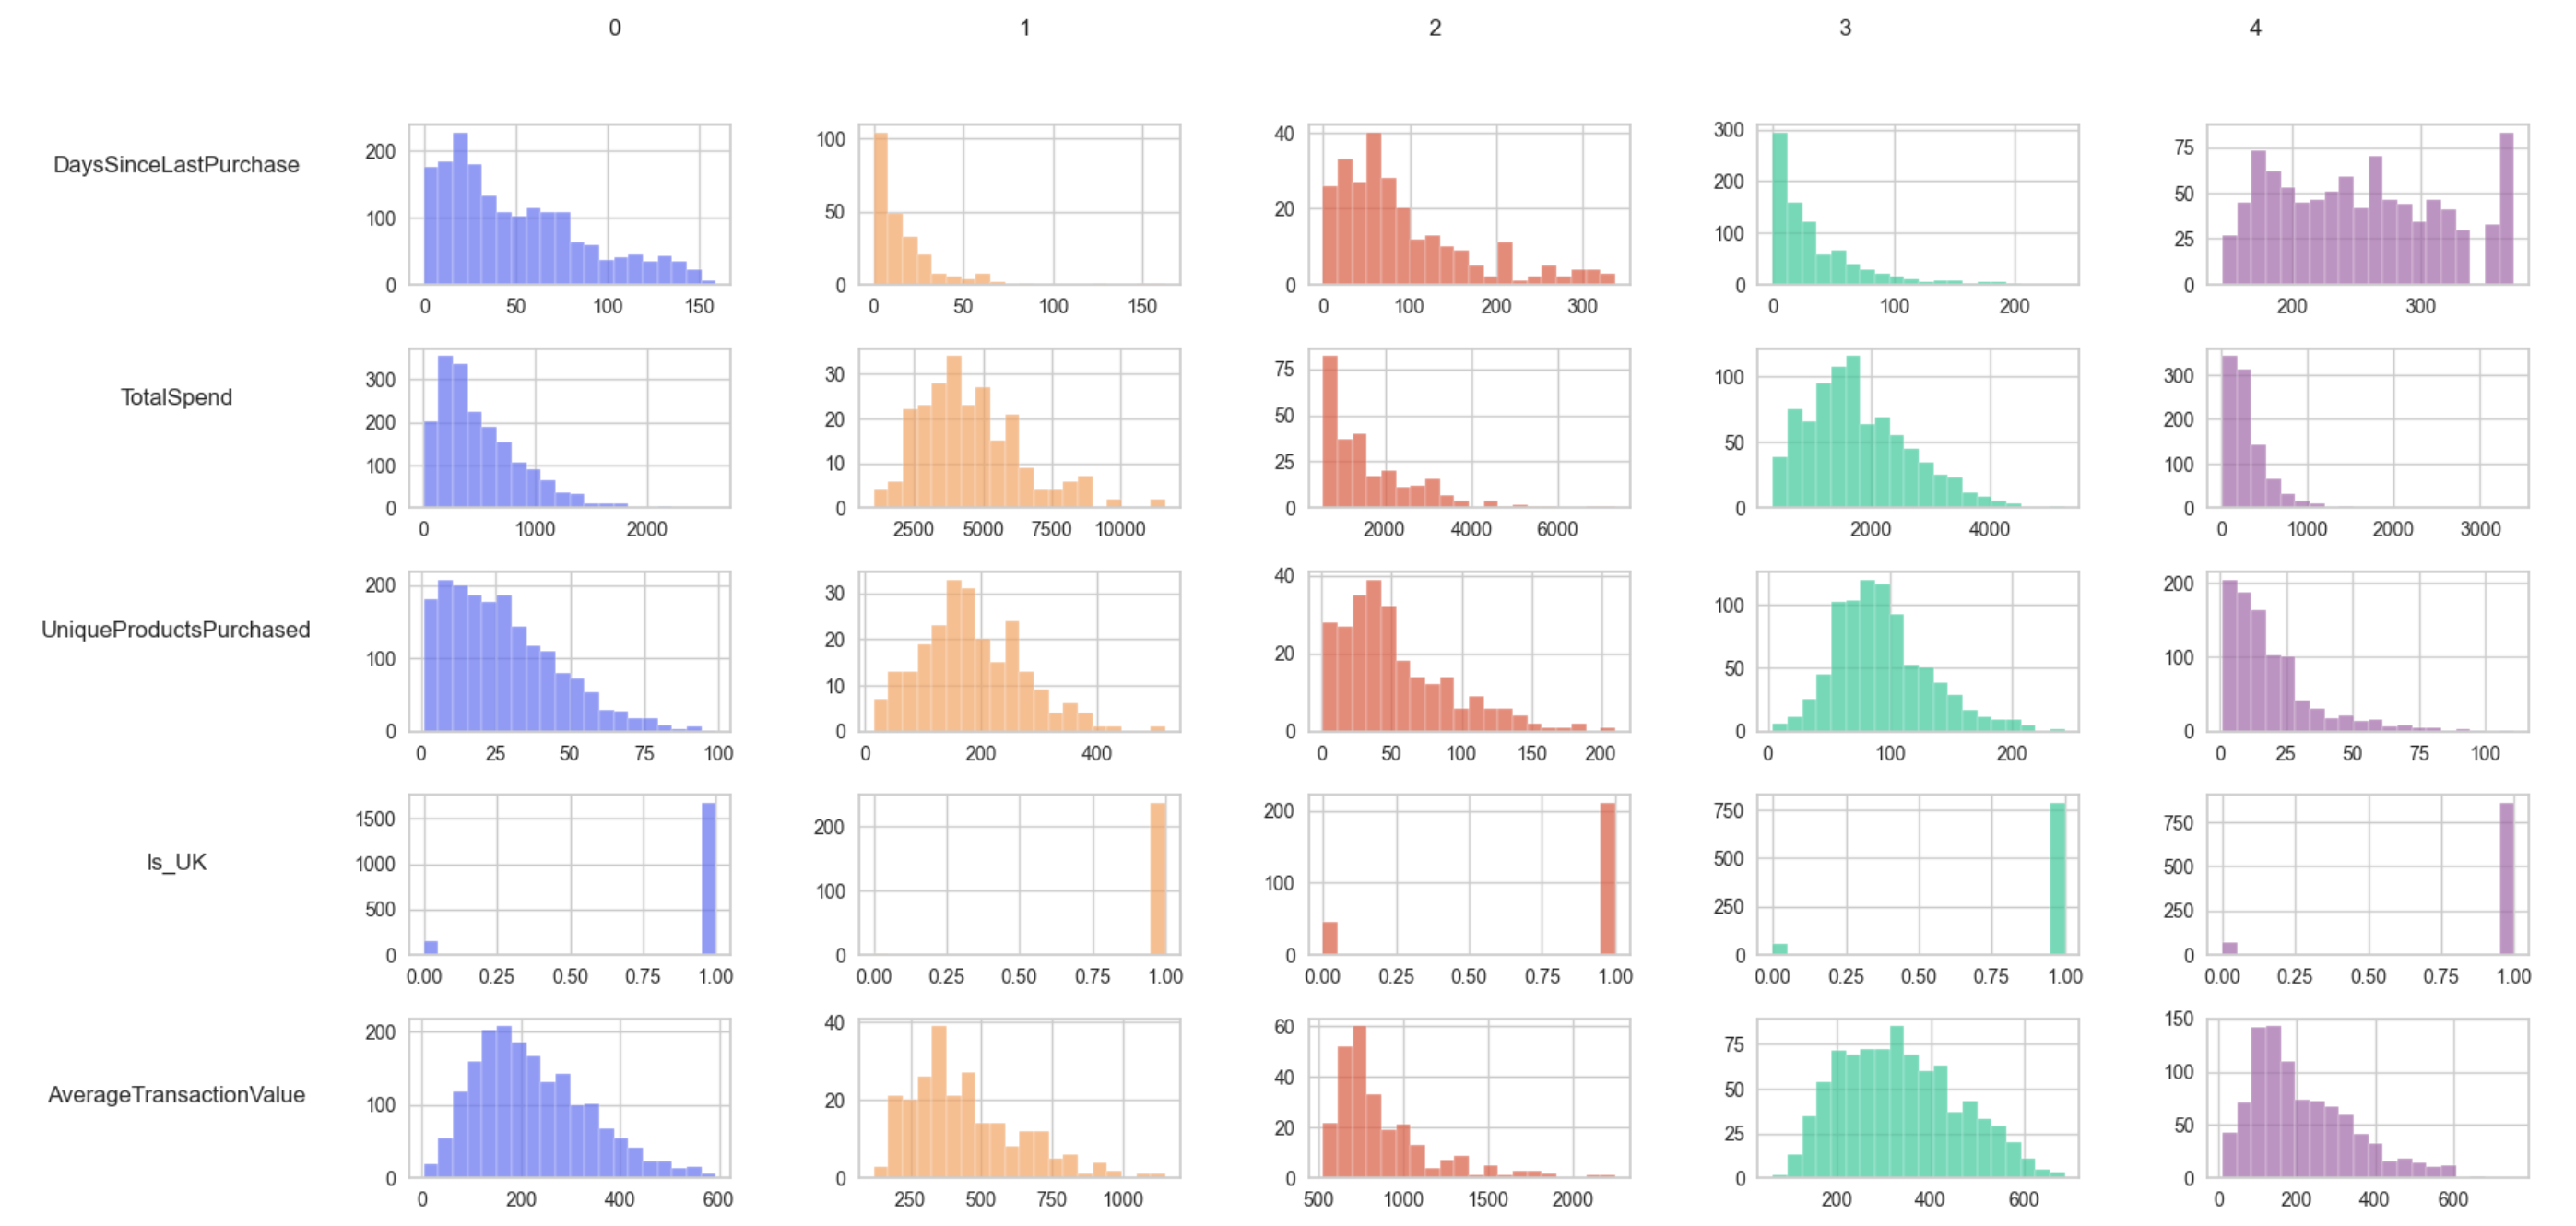 0 1 2 3 4
DaysSinceLastPurchase
200 100 0
0 50 100 150
100 50 0
0 50 100 150
40 20 0
0 100 200 300
300 200 100 0
0 100 200
75 50 25 0
200 300
TotalSpend
300 200 100 0
0 1000 2000
30 20 10 0
2500 5000 7500 10000
75 50 25 0
2000 4000 6000
100 50 0
2000 4000
300 200 100 0
0 1000 2000 3000
UniqueProductsPurchased
200 100 0
0 25 50 75 100
30 20 10 0
0 200 400
40 20 0
0 50 100 150 200
100 50 0
0 100 200
200 100 0
0 25 50 75 100
Is_UK
1500 1000 500 0
0.00 0.25 0.50 0.75 1.00
200 100 0
0.00 0.25 0.50 0.75 1.00
200 100 0
0.00 0.25 0.50 0.75 1.00
750 500 250 0
0.00 0.25 0.50 0.75 1.00
750 500 250 0
0.00 0.25 0.50 0.75 1.00
AverageTransactionValue
200 100 0
0 200 400 600
40 20 0
250 500 750 1000
60 40 20 0
500 1000 1500 2000
75 50 25 0
200 400 600
150 100 50 0
0 200 400 600